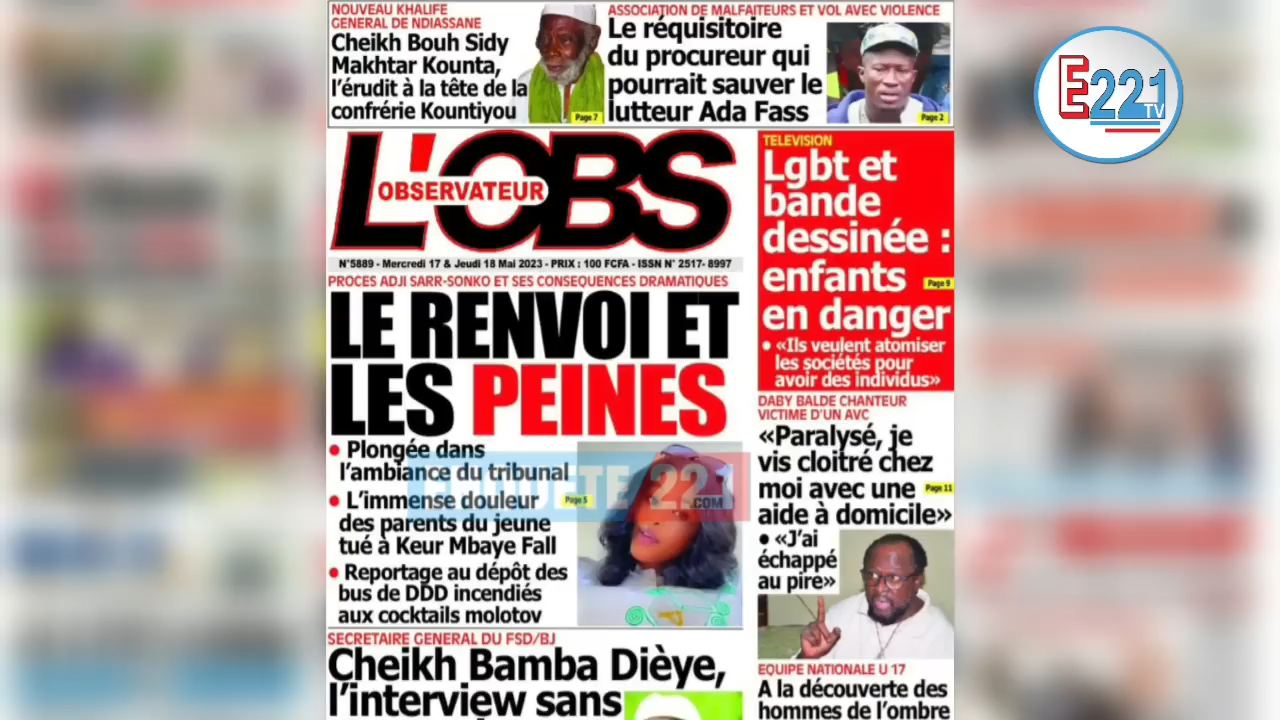 NOUVEAU KHALIFE
GENERAL DE NDIASSANE
Cheikh Bouh Sidy
Makhtar Kounta,
l'érudit à la tête de la
confrérie Kountiyou
Page 7
ASSOCIATION DE MALFAITEURS ET VOL AVEC VIOLENCE
Le réquisitoire
du procureur qui
pourrait sauver le
lutteur Ada Fass
Page 2
E221
TV
L'OBS
OBSERVATEUR
N°5889 - Mercredi 17 & Jeudi 18 Mai 2023 - PRIX : 100 FCFA - ISSN N° 2517- 8997
PROCES ADJI SARR-SONKO ET SES CONSEQUENCES DRAMATIQUES
LE RENVOI ET
LES PEINES
• Plongée dans
l'ambiance du tribunal
• L'immense douleur
des parents du jeune
tué à Keur Mbaye Fall
Page 5
• Reportage au dépôt des
bus de DDD incendiés
aux cocktails molotov
221
.COM
SECRETAIRE GENERAL DU FSD/BJ
Cheikh Bamba Dièye,
l'interview sans
TELEVISION
Lgbt et
bande
dessinée :
enfants
en danger
Page 9
• «Ils veulent atomiser
les sociétés pour
avoir des individus»
DABY BALDE CHANTEUR
VICTIME D'UN AVC
«Paralysé, je
vis cloitré chez
moi avec une
aide à domicile»
Page 11
• «J'ai
échappé
au pire»
EQUIPE NATIONALE U 17
A la découverte des
hommes de l'ombre